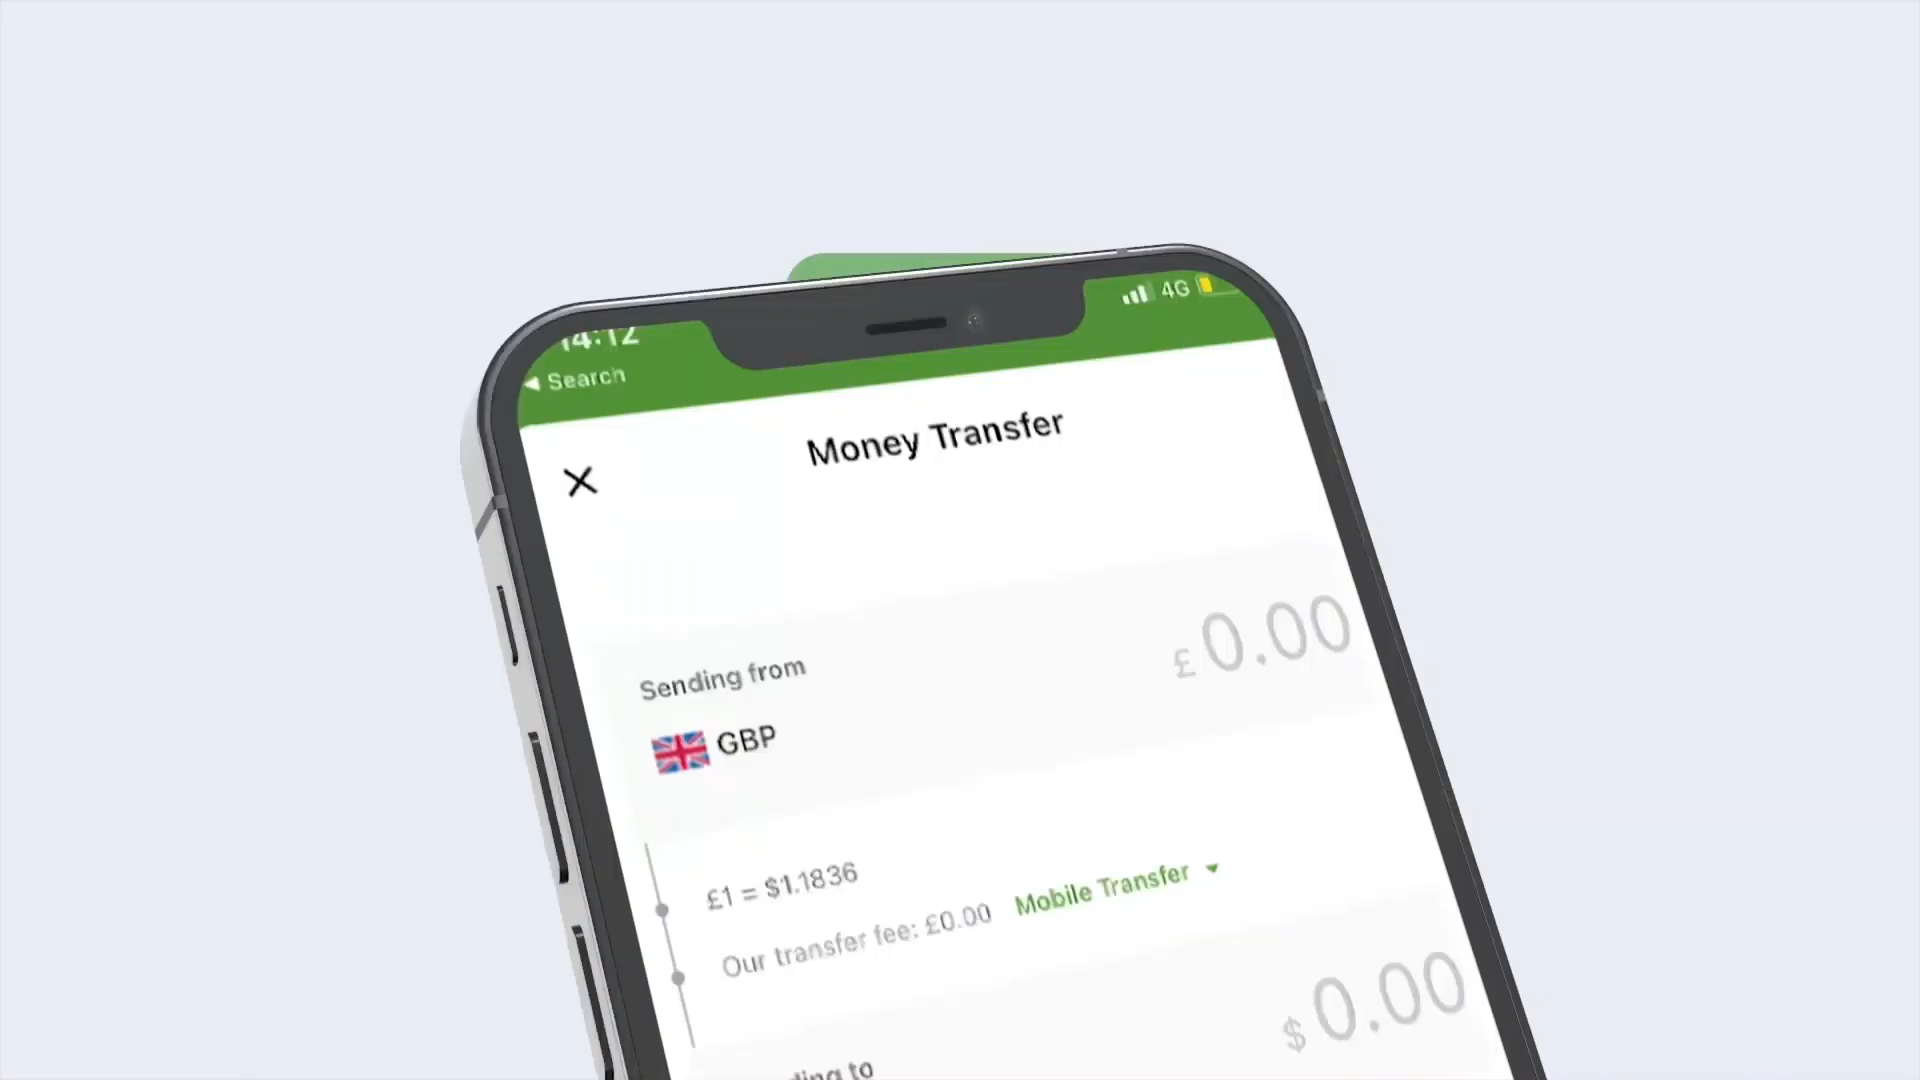 14:12
4G
◀ Search
Money Transfer
Sending from
£0.00
GBP
£1 = $1.1836
Our transfer fee: £0.00 Mobile Transfer
$0.00
to